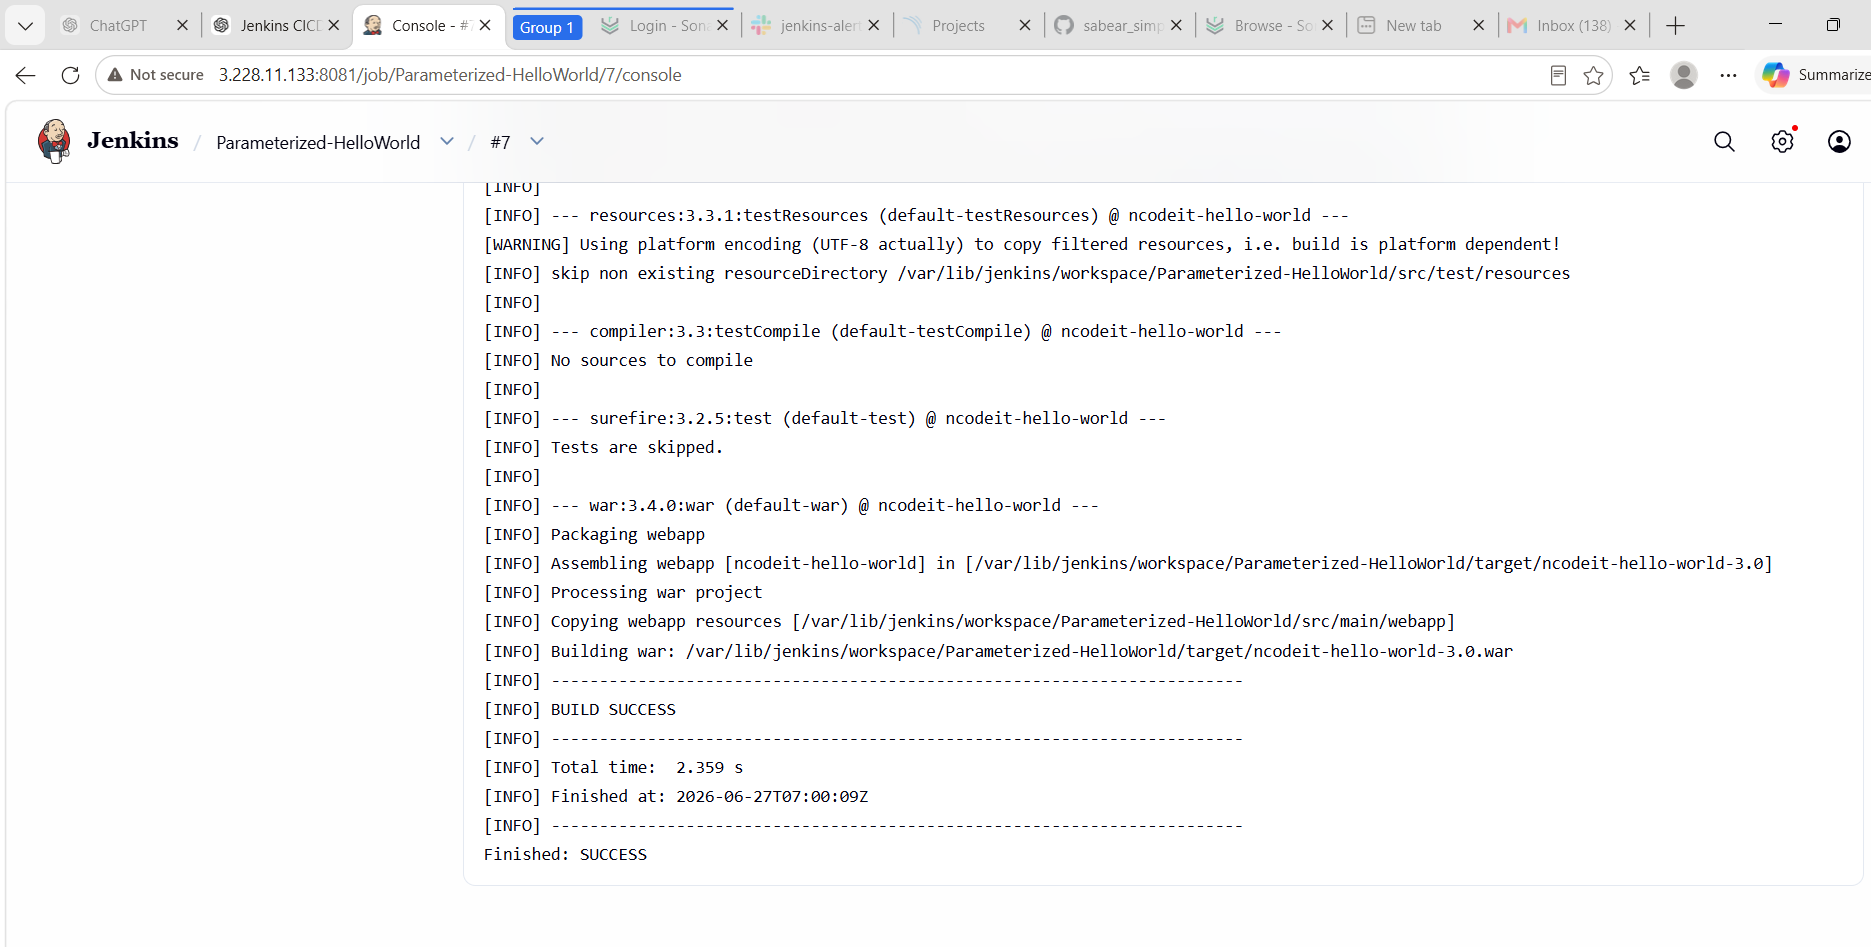 ChatGPT
Jenkins CICD
Console - #7
Group 1
Login - Sona
jenkins-alert
Projects
sabear_simp
Browse - So
New tab
Inbox (138)
Not secure
3.228.11.133:8081/job/Parameterized-HelloWorld/7/console
Summarize
Jenkins / Parameterized-HelloWorld / #7
[INFO]
[INFO] --- resources:3.3.1:testResources (default-testResources) @ ncodeit-hello-world ---
[WARNING] Using platform encoding (UTF-8 actually) to copy filtered resources, i.e. build is platform dependent!
[INFO] skip non existing resourceDirectory /var/lib/jenkins/workspace/Parameterized-HelloWorld/src/test/resources
[INFO]
[INFO] --- compiler:3.3:testCompile (default-testCompile) @ ncodeit-hello-world ---
[INFO] No sources to compile
[INFO]
[INFO] --- surefire:3.2.5:test (default-test) @ ncodeit-hello-world ---
[INFO] Tests are skipped.
[INFO]
[INFO] --- war:3.4.0:war (default-war) @ ncodeit-hello-world ---
[INFO] Packaging webapp
[INFO] Assembling webapp [ncodeit-hello-world] in [/var/lib/jenkins/workspace/Parameterized-HelloWorld/target/ncodeit-hello-world-3.0]
[INFO] Processing war project
[INFO] Copying webapp resources [/var/lib/jenkins/workspace/Parameterized-HelloWorld/src/main/webapp]
[INFO] Building war: /var/lib/jenkins/workspace/Parameterized-HelloWorld/target/ncodeit-hello-world-3.0.war
[INFO] ------------------------------------------------------------------------
[INFO] BUILD SUCCESS
[INFO] ------------------------------------------------------------------------
[INFO] Total time:  2.359 s
[INFO] Finished at: 2026-06-27T07:00:09Z
[INFO] ------------------------------------------------------------------------
Finished: SUCCESS